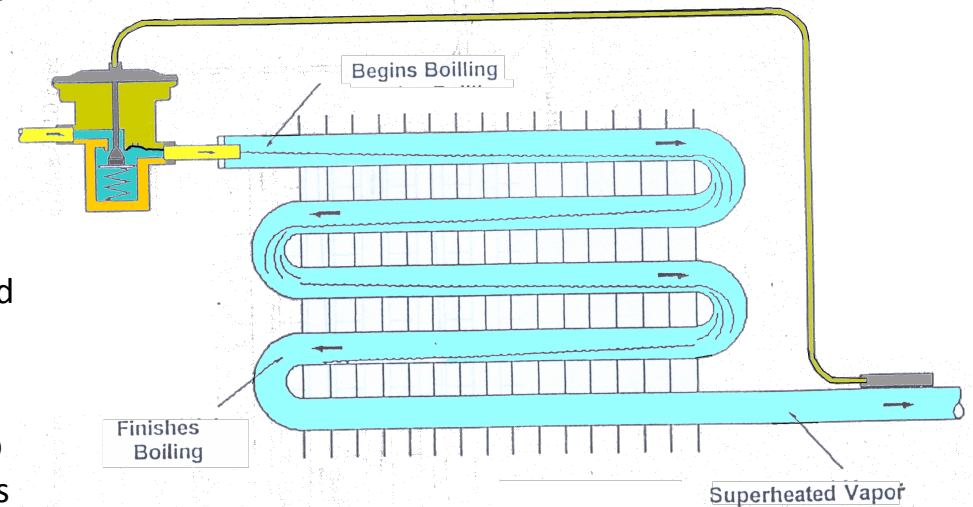 Begins Boilling
d
Finishes
Boiling
)
s
Superheated Vapor